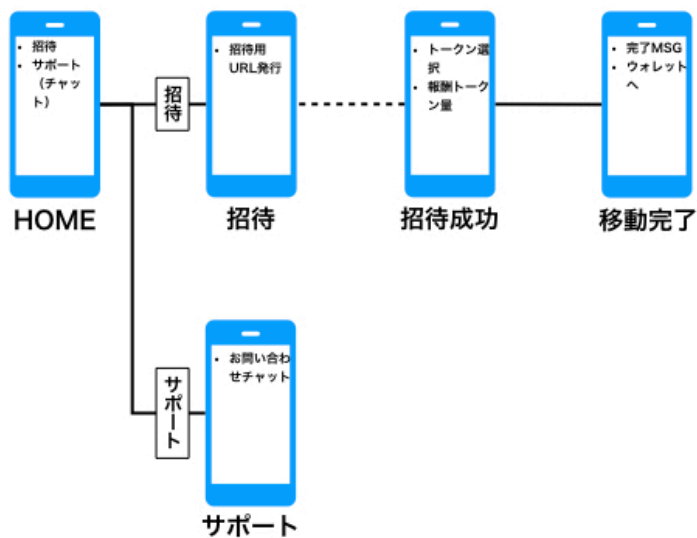 ・ 招待
・ サポート
（チャッ
ト）
HOME
招待
・ 招待用
URL発行
招待
・ トークン選
択
・ 報酬トーク
ン量
招待成功
・ 完了MSG
・ ウォレット
へ
移動完了
サポート
・ お問い合わ
せチャット
サポート